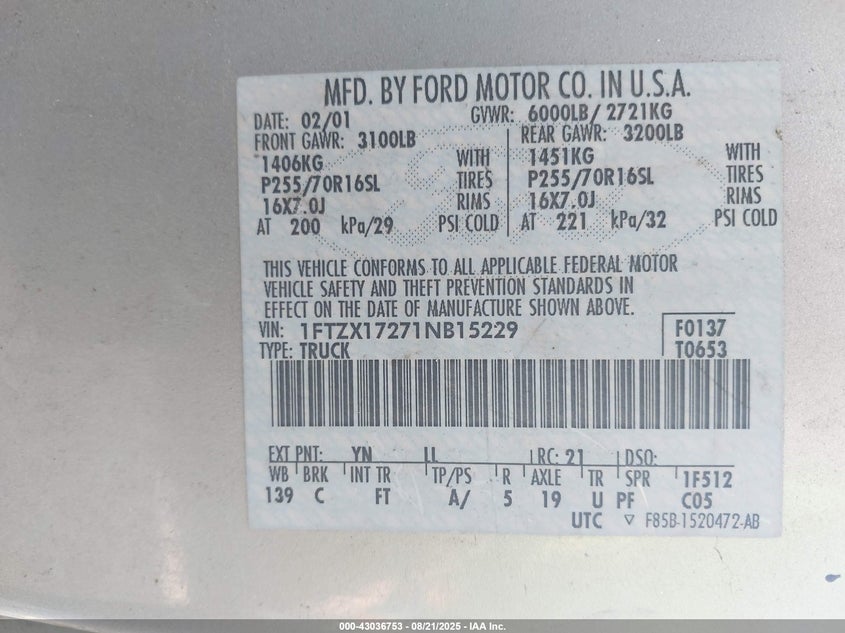 MFD. BY FORD MOTOR CO. IN U.S.A.
DATE: 02/01 GVWR: 6000LB/ 2721KG
FRONT GAWR: 3100LB REAR GAWR: 3200LB
1406KG WITH 1451KG WITH
P255/70R16SL TIRES P255/70R16SL TIRES
16X7.0J RIMS 16X7.0J RIMS
AT 200 kPa/29 PSI COLD AT 221 kPa/32 PSI COLD
THIS VEHICLE CONFORMS TO ALL APPLICABLE FEDERAL MOTOR
VEHICLE SAFETY AND THEFT PREVENTION STANDARDS IN
EFFECT ON THE DATE OF MANUFACTURE SHOWN ABOVE.
VIN: 1FTZX17271NB15229 F0137
TYPE: TRUCK T0653
EXT PNT: YN LL RC: 21 DSO:
WB BRK INT TR TP/PS R AXLE TR SPR 1F512
139 C FT A/ 5 19 U PF C05
UTC ▽ F85B-1520472-AB
000-43036753 - 08/21/2025 - IAA Inc.